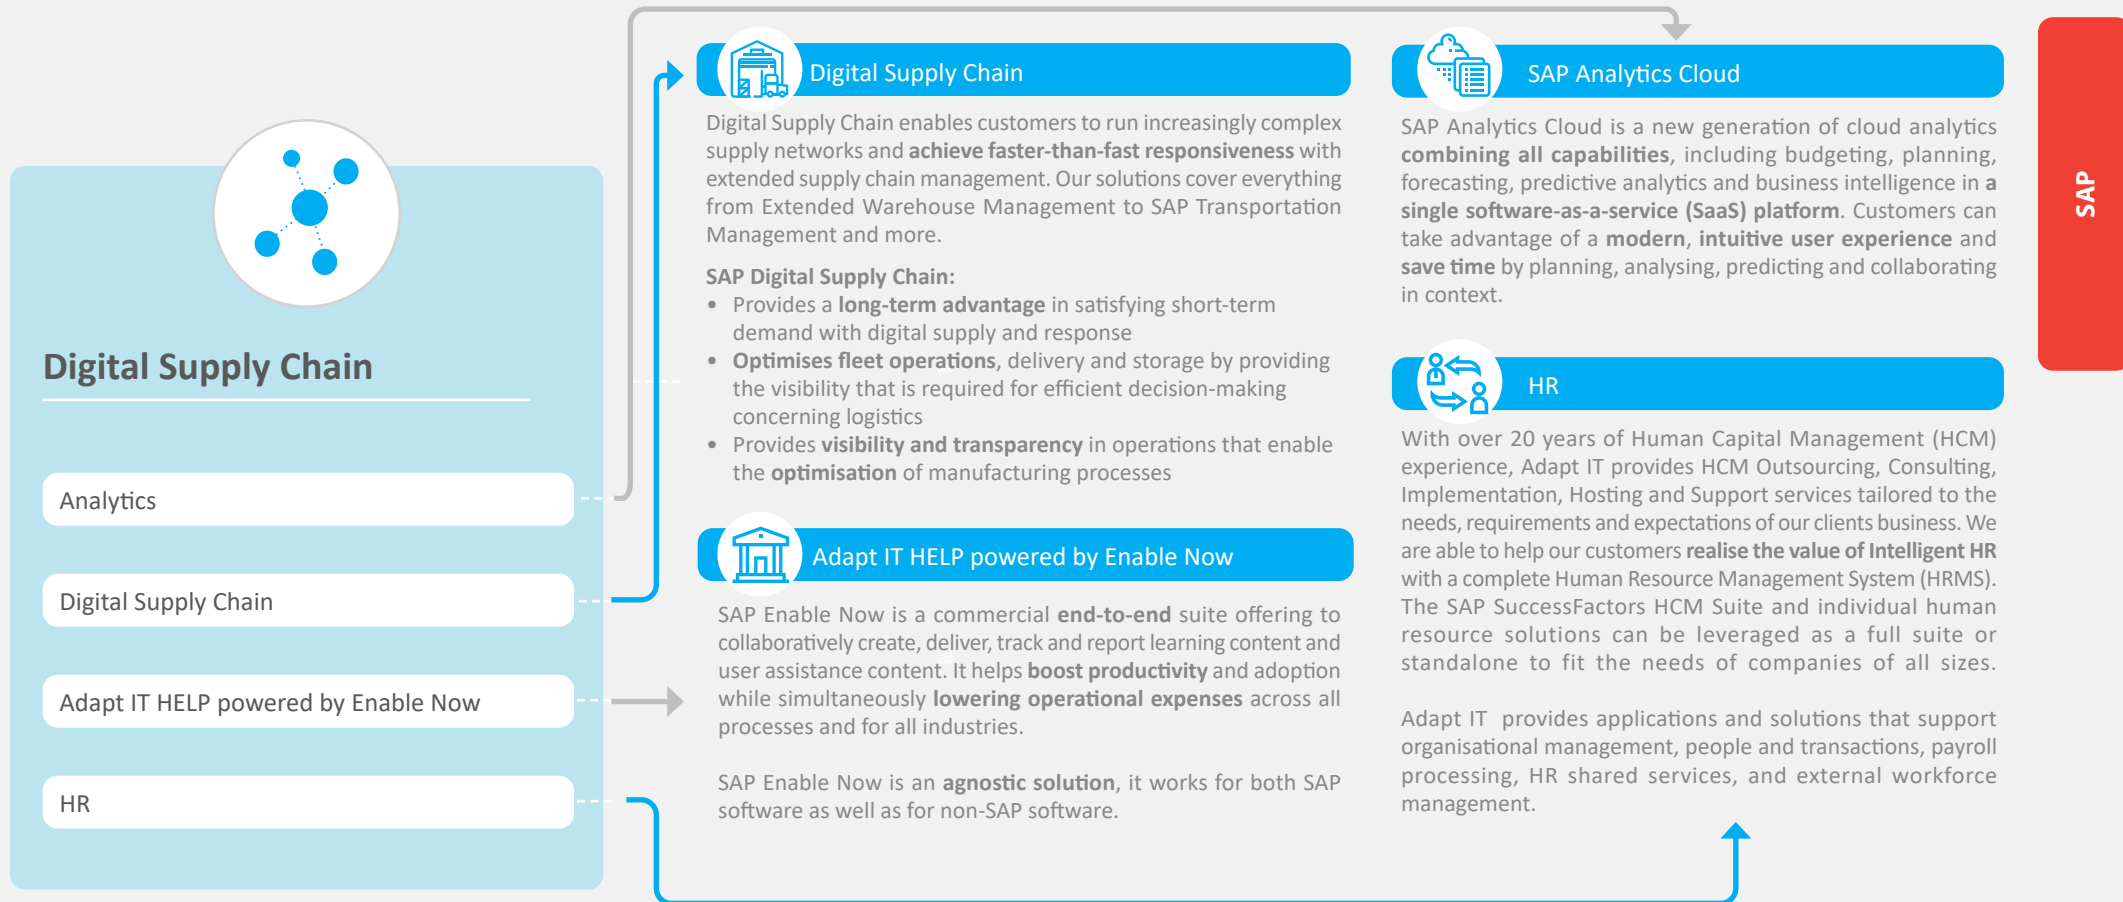 Digital Supply Chain
Analytics
Digital Supply Chain
Adapt IT HELP powered by Enable Now
HR
Digital Supply Chain
Digital Supply Chain enables customers to run increasingly complex
supply networks and achieve faster-than-fast responsiveness with
extended supply chain management. Our solutions cover everything
from Extended Warehouse Management to SAP Transportation
Management and more.
SAP Digital Supply Chain:
• Provides a long-term advantage in satisfying short-term
demand with digital supply and response
• Optimises fleet operations, delivery and storage by providing
the visibility that is required for efficient decision-making
concerning logistics
• Provides visibility and transparency in operations that enable
the optimisation of manufacturing processes
Adapt IT HELP powered by Enable Now
SAP Enable Now is a commercial end-to-end suite offering to
collaboratively create, deliver, track and report learning content and
user assistance content. It helps boost productivity and adoption
while simultaneously lowering operational expenses across all
processes and for all industries.
SAP Enable Now is an agnostic solution, it works for both SAP
software as well as for non-SAP software.
SAP Analytics Cloud
SAP Analytics Cloud is a new generation of cloud analytics
combining all capabilities, including budgeting, planning,
forecasting, predictive analytics and business intelligence in a
single software-as-a-service (SaaS) platform. Customers can
take advantage of a modern, intuitive user experience and
save time by planning, analysing, predicting and collaborating
in context.
HR
With over 20 years of Human Capital Management (HCM)
experience, Adapt IT provides HCM Outsourcing, Consulting,
Implementation, Hosting and Support services tailored to the
needs, requirements and expectations of our clients business. We
are able to help our customers realise the value of Intelligent HR
with a complete Human Resource Management System (HRMS).
The SAP SuccessFactors HCM Suite and individual human
resource solutions can be leveraged as a full suite or
standalone to fit the needs of companies of all sizes.
Adapt IT provides applications and solutions that support
organisational management, people and transactions, payroll
processing, HR shared services, and external workforce
management.
SAP